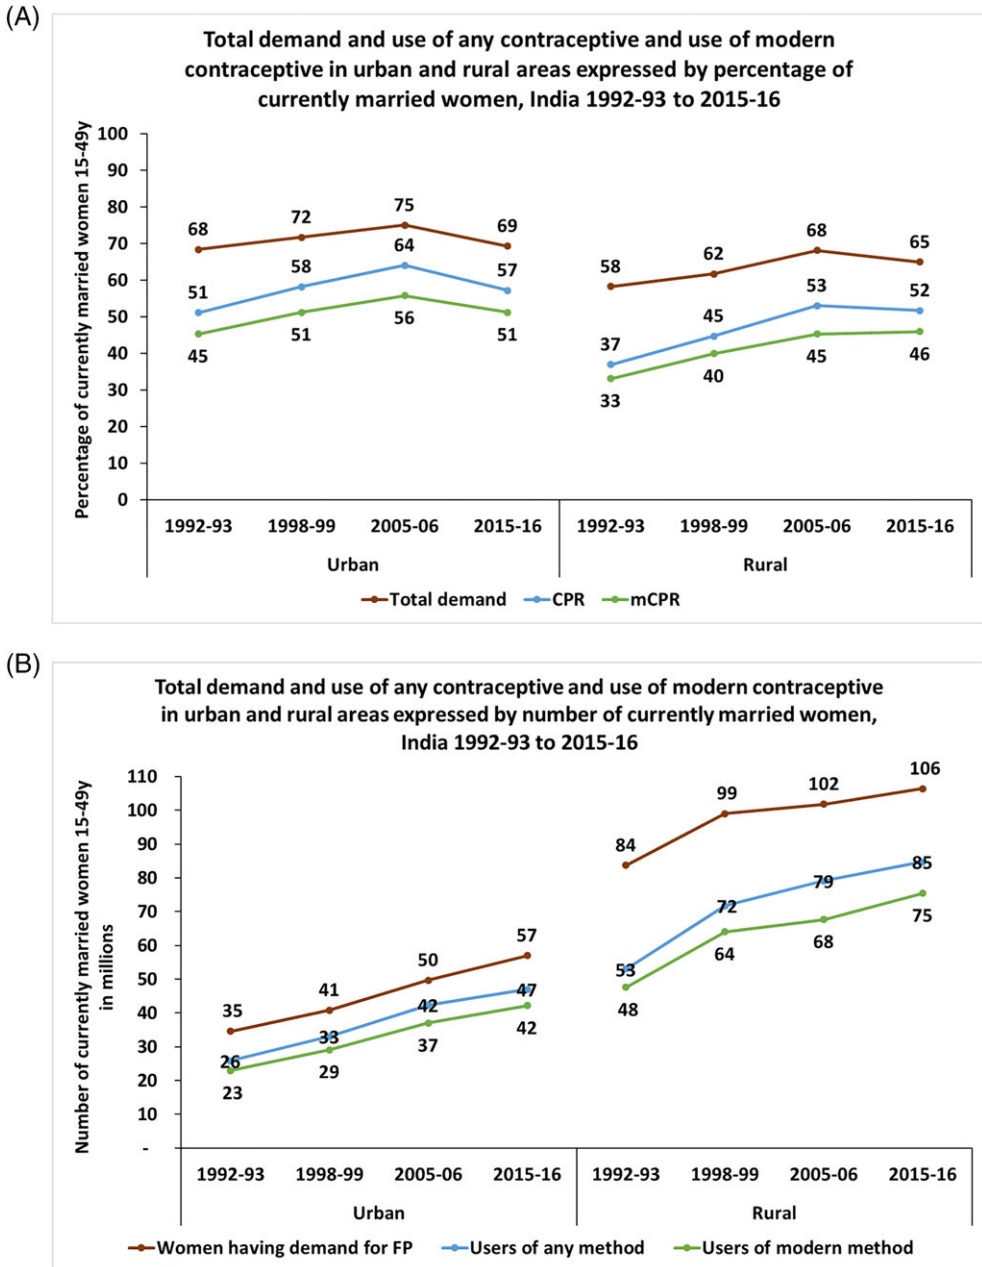 (A)
Total demand and use of any contraceptive and use of modern
contraceptive in urban and rural areas expressed by percentage of
currently married women, India 1992-93 to 2015-16
Percentage of currently married women 15-49y
100
90
80
70
60
50
40
30
20
10
0
68 72 75 69
51 58 64 57
45 51 56 51
58 62 68 65
37 45 53 52
33 40 45 46
1992-93 1998-99 2005-06 2015-16 1992-93 1998-99 2005-06 2015-16
Urban Rural
Total demand CPR mCPR
(B)
Total demand and use of any contraceptive and use of modern contraceptive
in urban and rural areas expressed by number of currently married women,
India 1992-93 to 2015-16
Number of currently married women 15-49y
in millions
110
100
90
80
70
60
50
40
30
20
10
-
35 41 50 57
26 33 42 47
23 29 37 42
84 99 102 106
53 72 79 85
48 64 68 75
1992-93 1998-99 2005-06 2015-16 1992-93 1998-99 2005-06 2015-16
Urban Rural
Women having demand for FP Users of any method Users of modern method